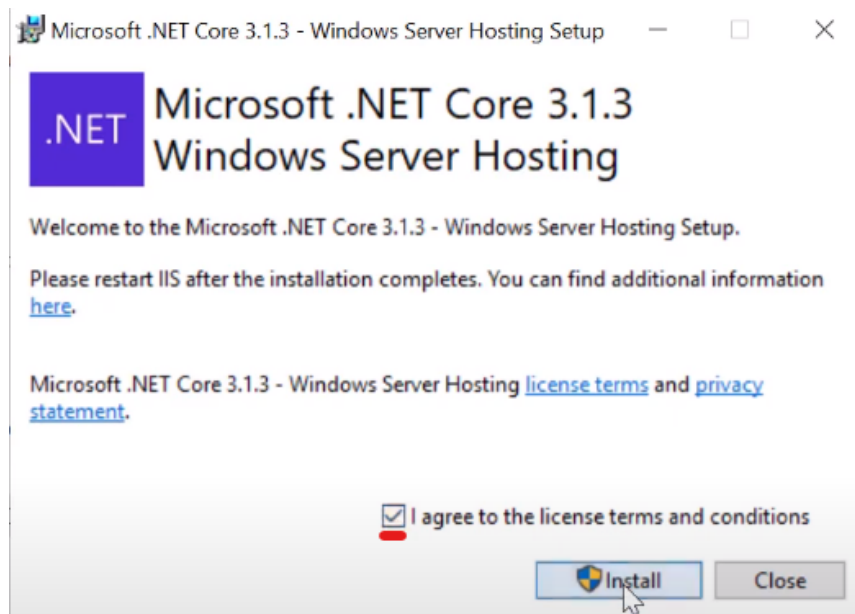 Microsoft .NET Core 3.1.3 - Windows Server Hosting Setup
.NET
Microsoft .NET Core 3.1.3
Windows Server Hosting
Welcome to the Microsoft .NET Core 3.1.3 - Windows Server Hosting Setup.
Please restart IIS after the installation completes. You can find additional information
here.
Microsoft .NET Core 3.1.3 - Windows Server Hosting license terms and privacy
statement.
I agree to the license terms and conditions
Install
Close